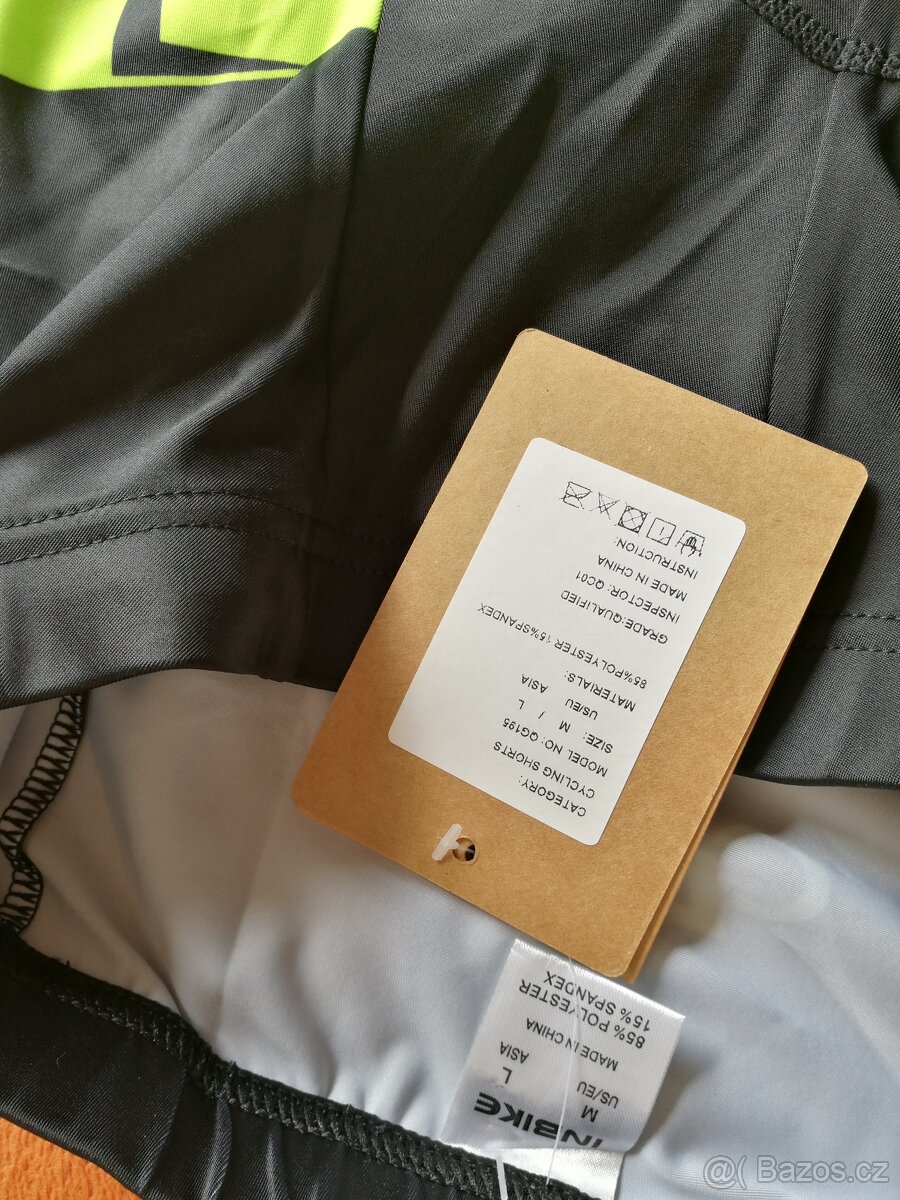 CATEGORY:
CYCLING SHORTS
MODEL NO: QG195
SIZE: M / L
US/EU ASIA
MATERIALS:
85%POLYESTER 15%SPANDEX
GRADE:QUALIFIED
INSPECTOR: QC01
MADE IN CHINA
INSTRUCTION:
INBIKE
M L
US/EU ASIA
MADE IN CHINA
85% POLYESTER
15% SPANDEX
@( Bazos.cz